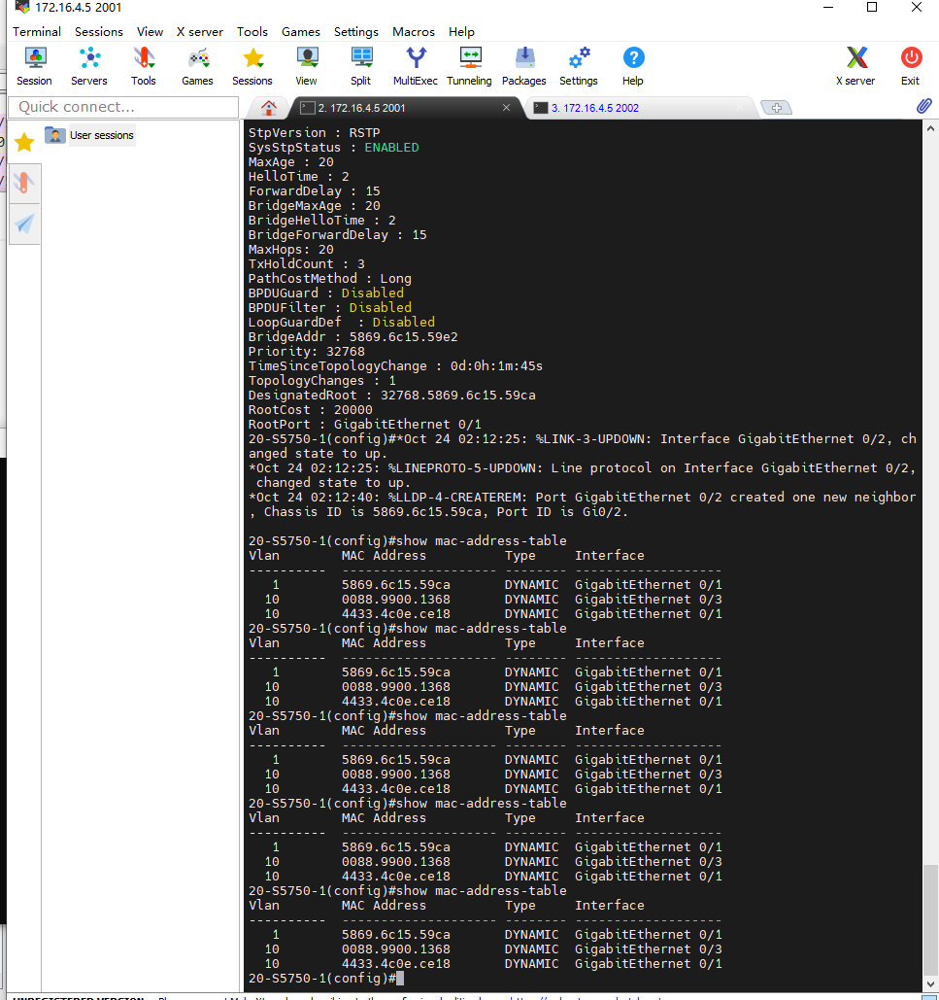 172.16.4.5 2001
Terminal Sessions View X server Tools Games Settings Macros Help
Session Servers Tools Games Sessions View Split MultiExec Tunneling Packages Settings Help X server Exit
Quick connect...
2. 172.16.4.5 2001
3. 172.16.4.5 2002
User sessions
StpVersion : RSTP
SysStpStatus : ENABLED
MaxAge : 20
HelloTime : 2
ForwardDelay : 15
BridgeMaxAge : 20
BridgeHelloTime : 2
BridgeForwardDelay : 15
MaxHops: 20
TxHoldCount : 3
PathCostMethod : Long
BPDUGuard : Disabled
BPDUFilter : Disabled
LoopGuardDef  : Disabled
BridgeAddr : 5869.6c15.59e2
Priority: 32768
TimeSinceTopologyChange : 0d:0h:1m:45s
TopologyChanges : 1
DesignatedRoot : 32768.5869.6c15.59ca
RootCost : 20000
RootPort : GigabitEthernet 0/1
20-S5750-1(config)#*Oct 24 02:12:25: %LINK-3-UPDOWN: Interface GigabitEthernet 0/2, ch
anged state to up.
*Oct 24 02:12:25: %LINEPROTO-5-UPDOWN: Line protocol on Interface GigabitEthernet 0/2,
 changed state to up.
*Oct 24 02:12:40: %LLDP-4-CREATEREM: Port GigabitEthernet 0/2 created one new neighbor
, Chassis ID is 5869.6c15.59ca, Port ID is Gi0/2.
20-S5750-1(config)#show mac-address-table
Vlan        MAC Address          Type     Interface
----------  -------------------- -------- -------------------
   1        5869.6c15.59ca       DYNAMIC  GigabitEthernet 0/1
  10        0088.9900.1368       DYNAMIC  GigabitEthernet 0/3
  10        4433.4c0e.ce18       DYNAMIC  GigabitEthernet 0/1
20-S5750-1(config)#show mac-address-table
Vlan        MAC Address          Type     Interface
----------  -------------------- -------- -------------------
   1        5869.6c15.59ca       DYNAMIC  GigabitEthernet 0/1
  10        0088.9900.1368       DYNAMIC  GigabitEthernet 0/3
  10        4433.4c0e.ce18       DYNAMIC  GigabitEthernet 0/1
20-S5750-1(config)#show mac-address-table
Vlan        MAC Address          Type     Interface
----------  -------------------- -------- -------------------
   1        5869.6c15.59ca       DYNAMIC  GigabitEthernet 0/1
  10        0088.9900.1368       DYNAMIC  GigabitEthernet 0/3
  10        4433.4c0e.ce18       DYNAMIC  GigabitEthernet 0/1
20-S5750-1(config)#show mac-address-table
Vlan        MAC Address          Type     Interface
----------  -------------------- -------- -------------------
   1        5869.6c15.59ca       DYNAMIC  GigabitEthernet 0/1
  10        0088.9900.1368       DYNAMIC  GigabitEthernet 0/3
  10        4433.4c0e.ce18       DYNAMIC  GigabitEthernet 0/1
20-S5750-1(config)#show mac-address-table
Vlan        MAC Address          Type     Interface
----------  -------------------- -------- -------------------
   1        5869.6c15.59ca       DYNAMIC  GigabitEthernet 0/1
  10        0088.9900.1368       DYNAMIC  GigabitEthernet 0/3
  10        4433.4c0e.ce18       DYNAMIC  GigabitEthernet 0/1
20-S5750-1(config)#